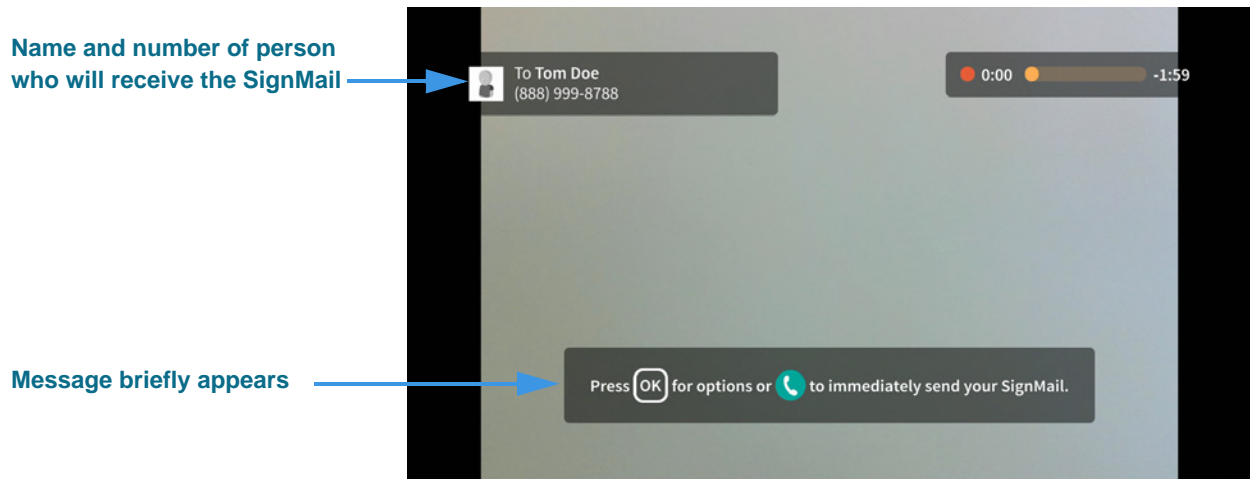 Name and number of person
who will receive the SignMail
To Tom Doe
(888) 999-8788
0:00 -1:59
Message briefly appears
Press OK for options or to immediately send your SignMail.